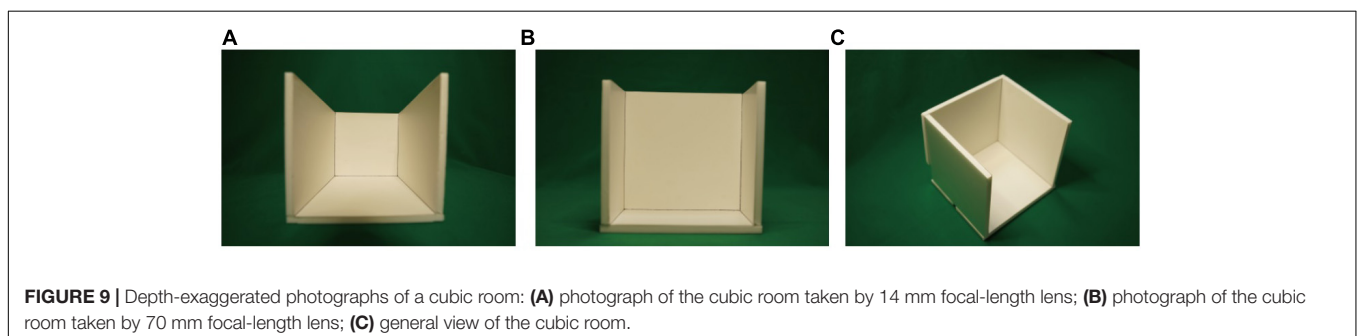 A B C
FIGURE 9 | Depth-exaggerated photographs of a cubic room: (A) photograph of the cubic room taken by 14 mm focal-length lens; (B) photograph of the cubic
room taken by 70 mm focal-length lens; (C) general view of the cubic room.